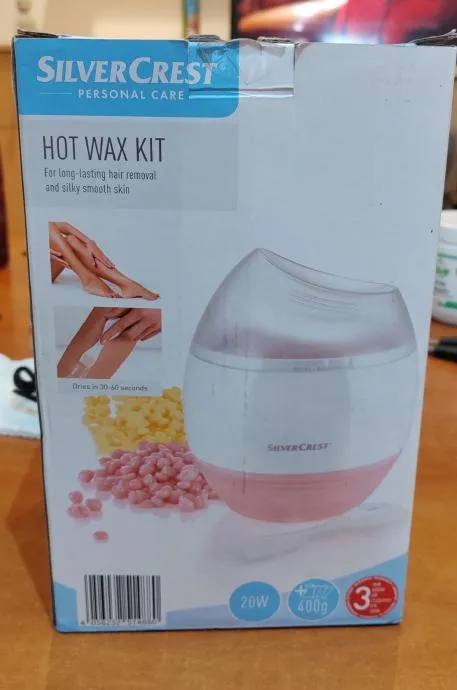 SILVERCREST
PERSONAL CARE
HOT WAX KIT
For long-lasting hair removal
and silky smooth skin
Dries in 30-60 seconds
SILVERCREST
20W
400g
3